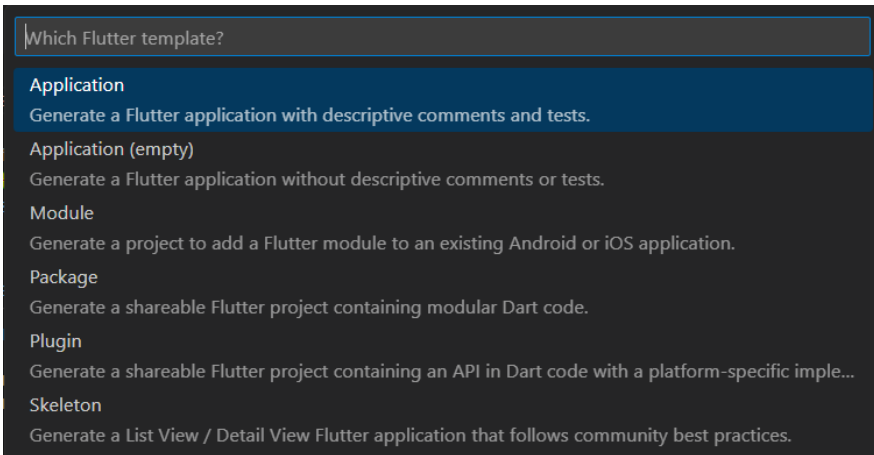 Which Flutter template?
Application
Generate a Flutter application with descriptive comments and tests.
Application (empty)
Generate a Flutter application without descriptive comments or tests.
Module
Generate a project to add a Flutter module to an existing Android or iOS application.
Package
Generate a shareable Flutter project containing modular Dart code.
Plugin
Generate a shareable Flutter project containing an API in Dart code with a platform-specific imple...
Skeleton
Generate a List View / Detail View Flutter application that follows community best practices.